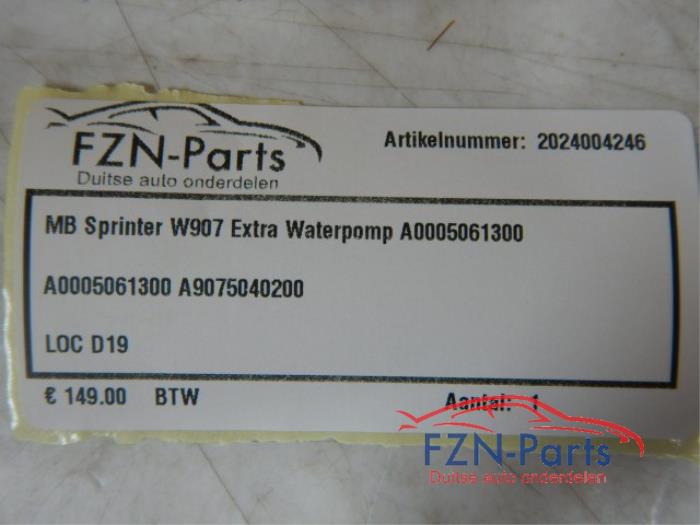 FZN-Parts
Duitse auto onderdelen
Artikelnummer: 2024004246
MB Sprinter W907 Extra Waterpomp A0005061300
A0005061300 A9075040200
LOC D19
€ 149.00 BTW Aantal: 1
FZN-Parts
Duitse auto onderdelen